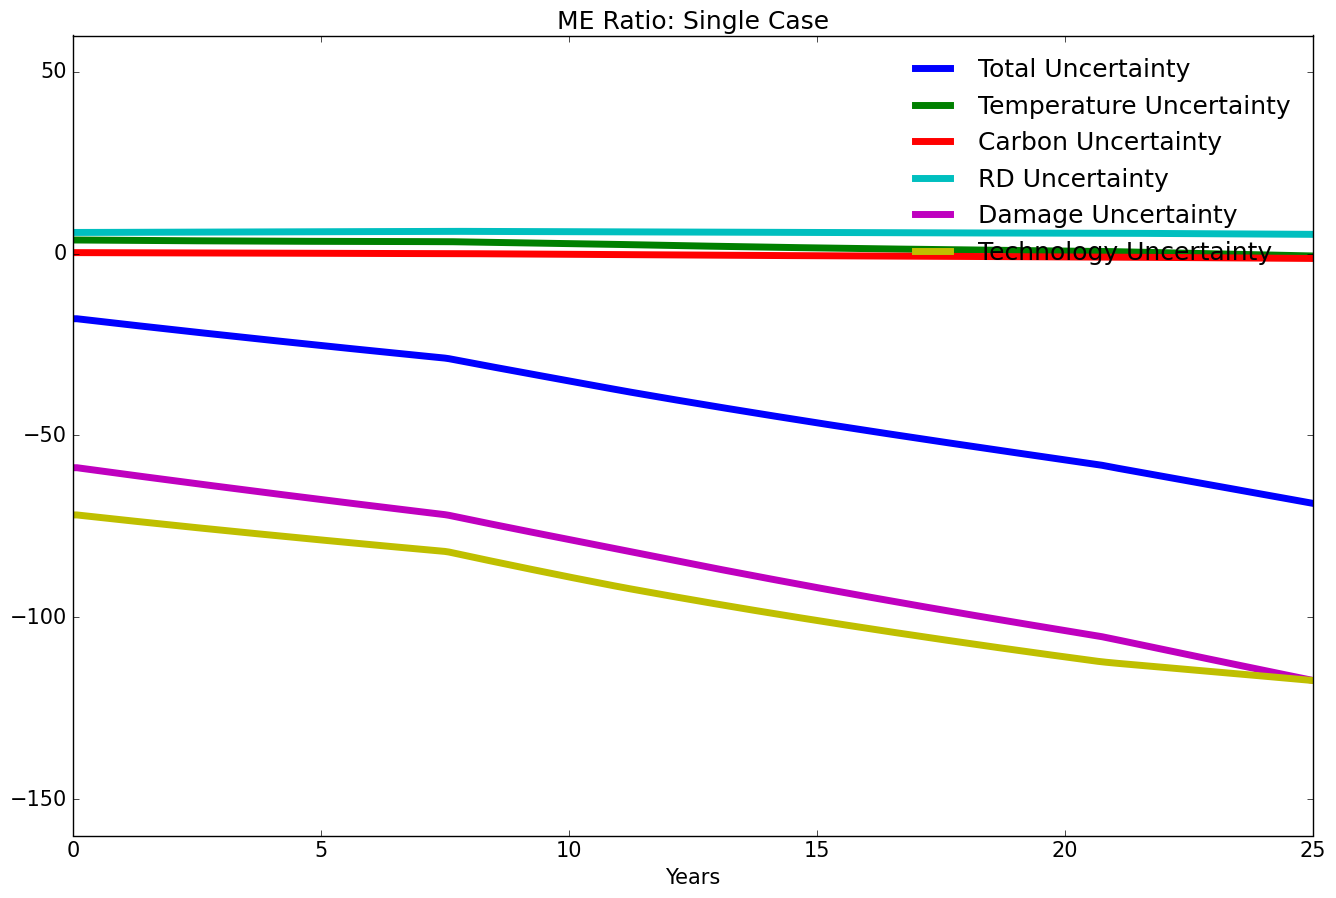 ME Ratio: Single Case
50
0
−50
−100
−150
Total Uncertainty
Temperature Uncertainty
Carbon Uncertainty
RD Uncertainty
Damage Uncertainty
Technology Uncertainty
0 5 10 15 20 25
Years